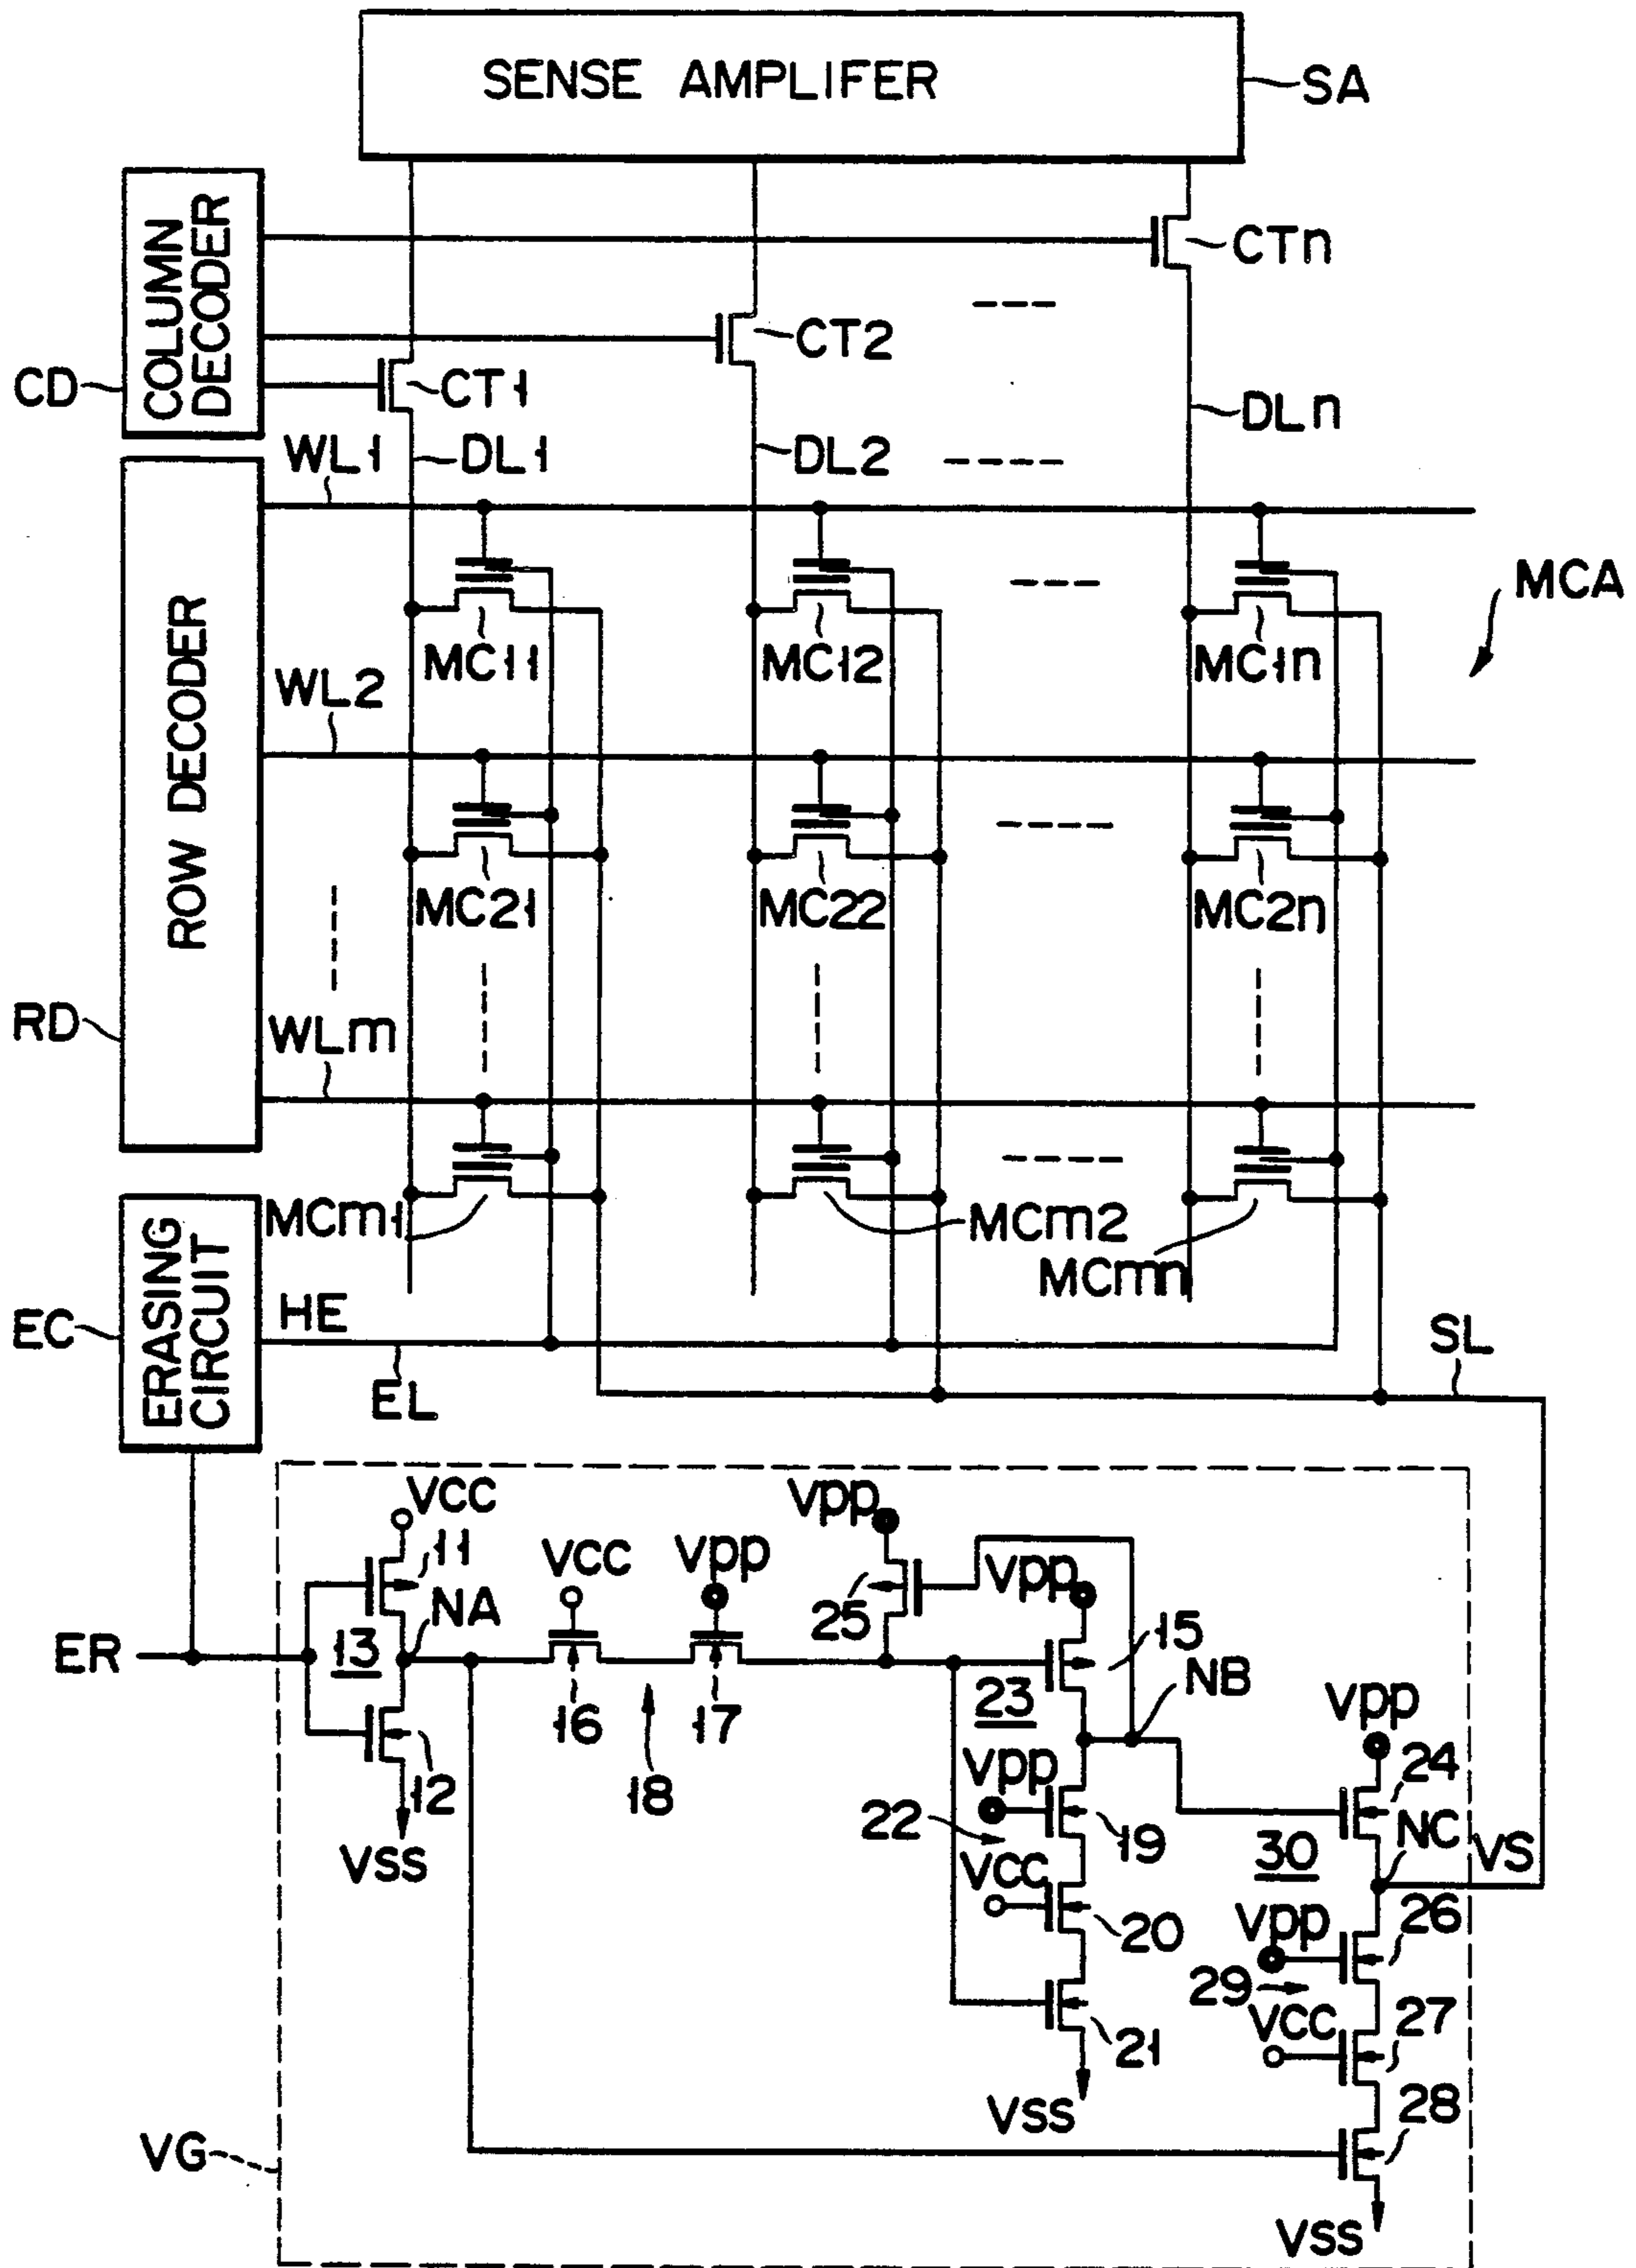 SENSE AMPLIFER
SA
COLUMN
DECODER
CD
CTn
CT2
CT1
DLn
WL1
DL1
DL2
ROW DECODER
MCA
MC11
MC12
MC1n
WL2
MC21
MC22
MC2n
RD
WLm
MCm1
MCm2
MCmn
ERASING
CIRCUIT
EC
HE
EL
SL
VCC
11
VCC
Vpp
Vpp
Vpp
NA
25
15
ER
13
16
17
23
NB
Vpp
12
18
Vpp
24
22
19
NC
VSS
30
VS
VCC
20
Vpp
26
29
21
VCC
27
VSS
28
VG
VSS